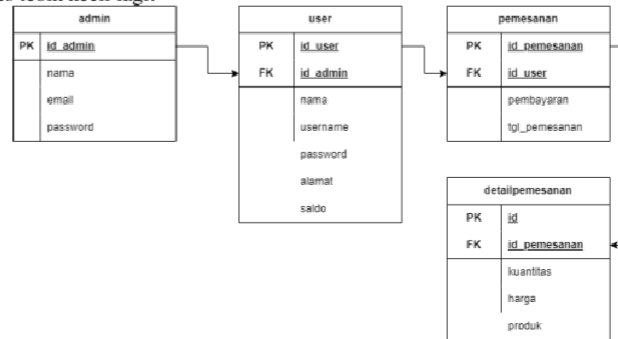 admin
PK id_admin
nama
email
password
user
PK id_user
FK id_admin
nama
username
password
alamat
saldo
pemesanan
PK id_pemesanan
FK id_user
pembayaran
tgl_pemesanan
detailpemesanan
PK id
FK id_pemesanan
kuantitas
harga
produk